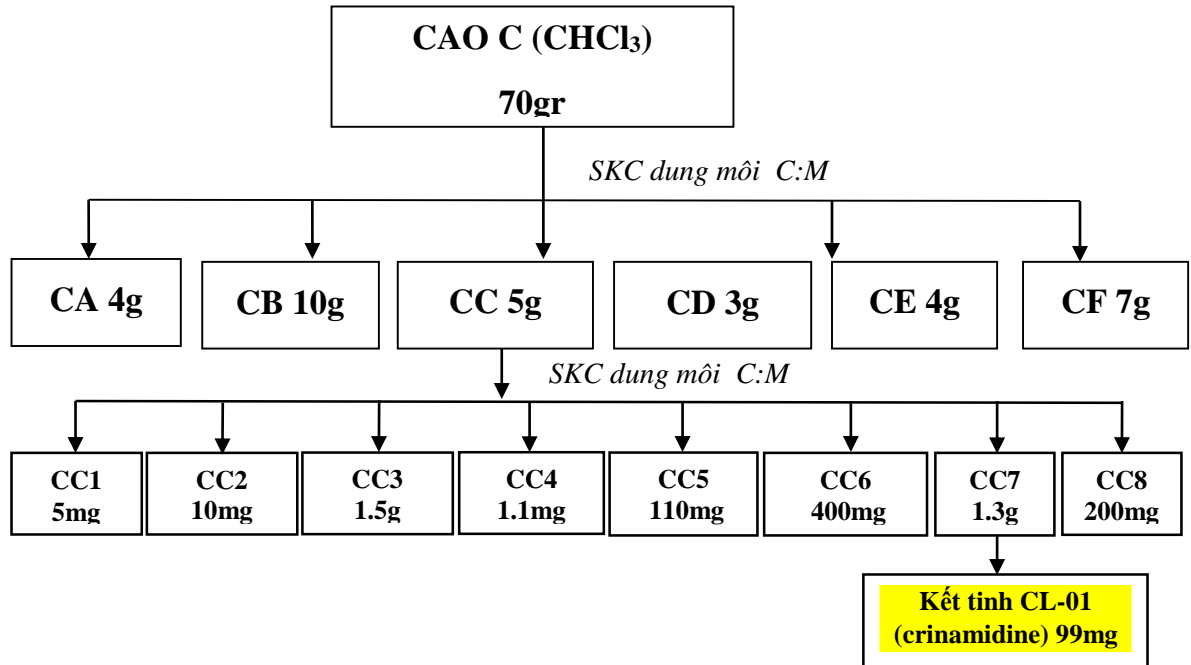 CAO C (CHCl₃)
70gr
SKC dung môi C:M
CA 4g
CB 10g
CC 5g
CD 3g
CE 4g
CF 7g
SKC dung môi C:M
CC1
5mg
CC2
10mg
CC3
1.5g
CC4
1.1mg
CC5
110mg
CC6
400mg
CC7
1.3g
CC8
200mg
Kết tinh CL-01
(crinamidine) 99mg